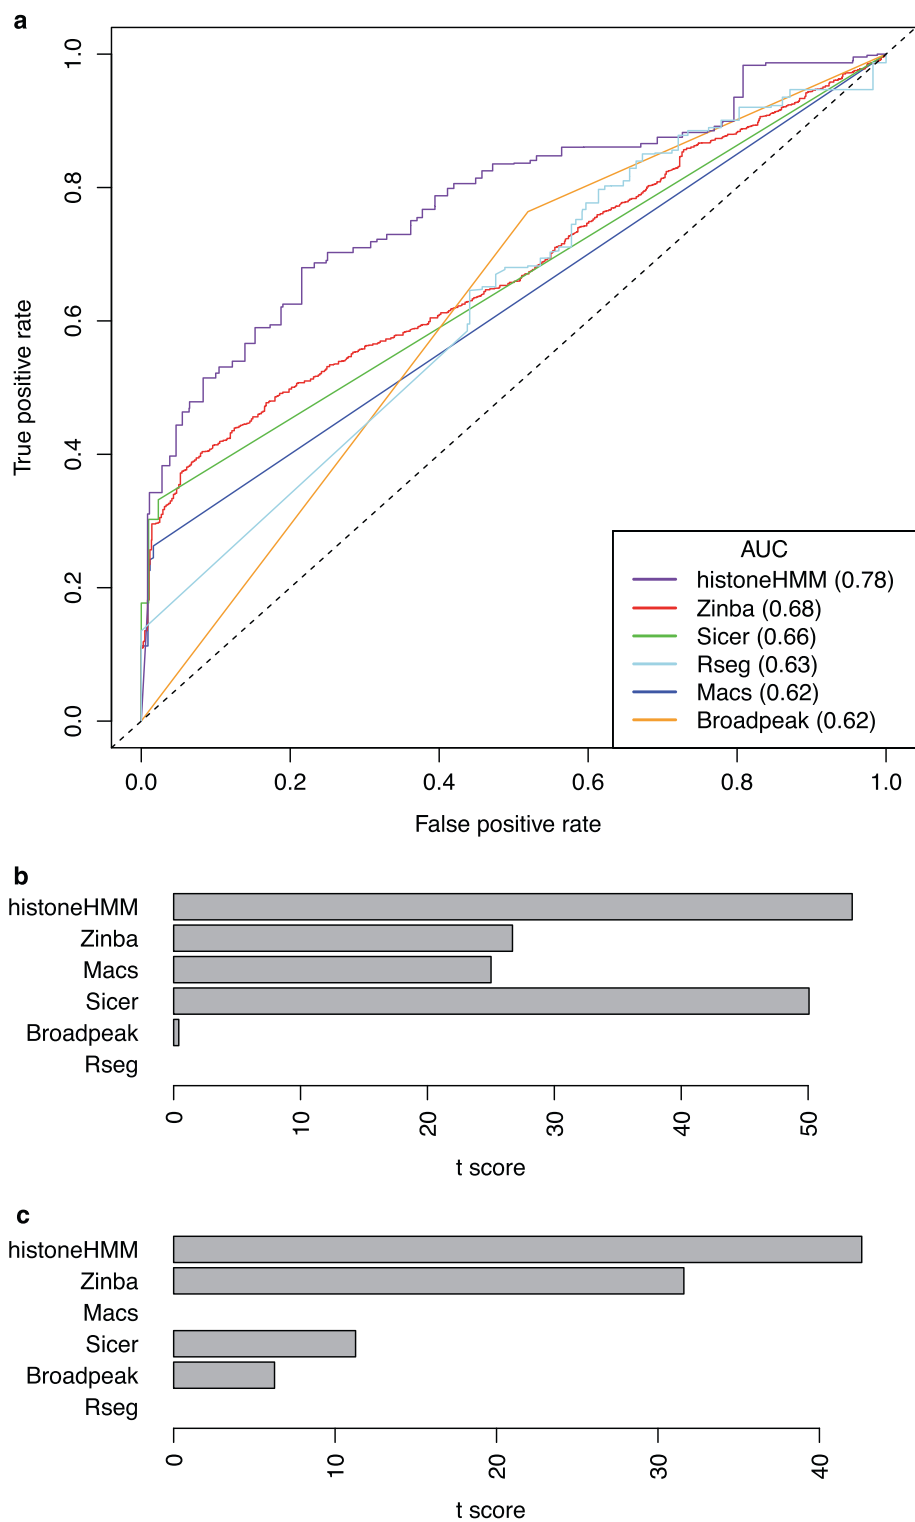 a
True positive rate
1.0
0.8
0.6
0.4
0.2
0.0
AUC
histoneHMM (0.78)
Zinba (0.68)
Sicer (0.66)
Rseg (0.63)
Macs (0.62)
Broadpeak (0.62)
0.0 0.2 0.4 0.6 0.8 1.0
False positive rate
b
histoneHMM
Zinba
Macs
Sicer
Broadpeak
Rseg
0 10 20 30 40 50
t score
c
histoneHMM
Zinba
Macs
Sicer
Broadpeak
Rseg
0 10 20 30 40
t score